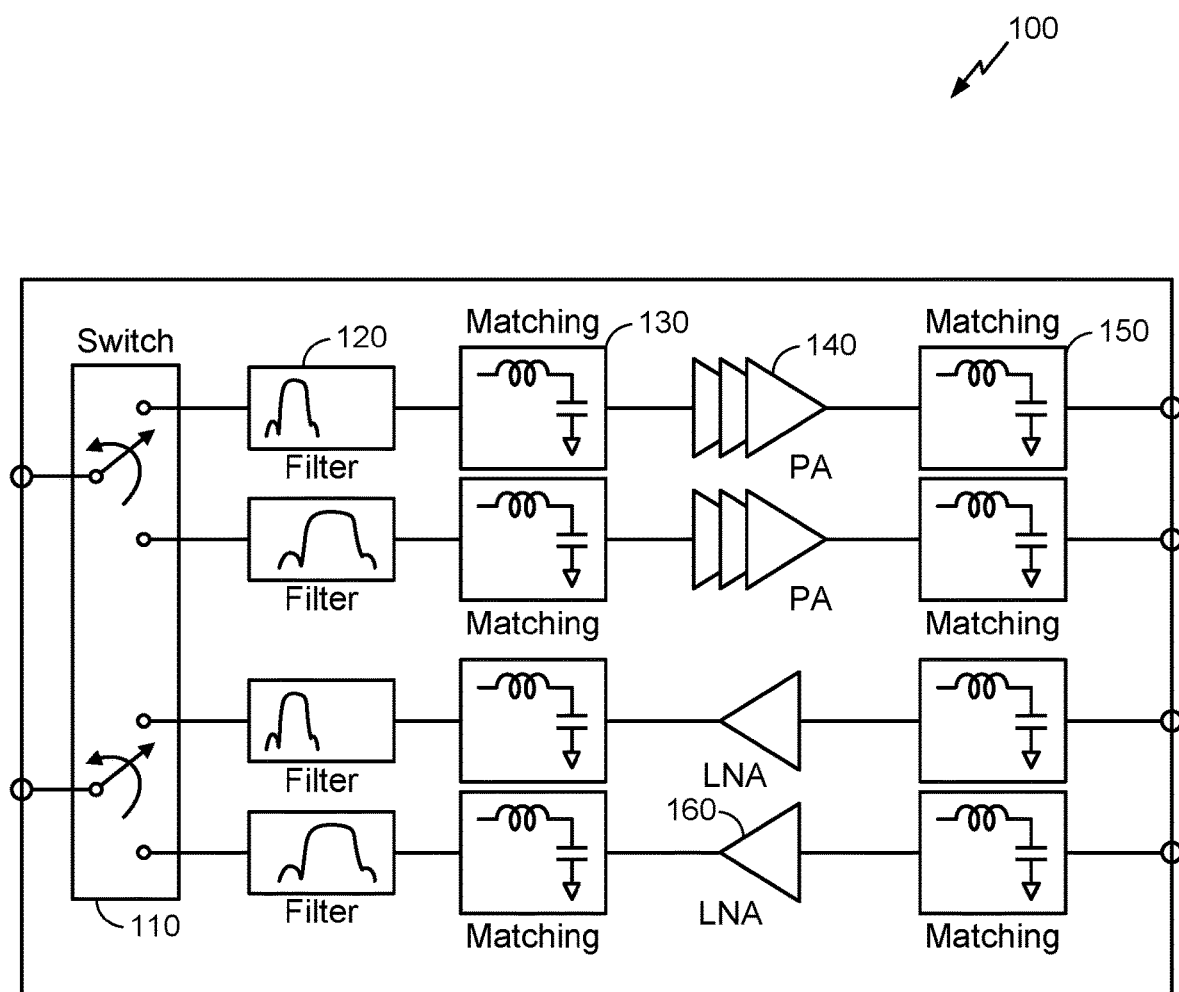 100
Switch
120
Matching
130
140
Matching
150
Filter
PA
Filter
Matching
PA
Matching
Filter
LNA
160
Filter
LNA
110
Matching
Matching